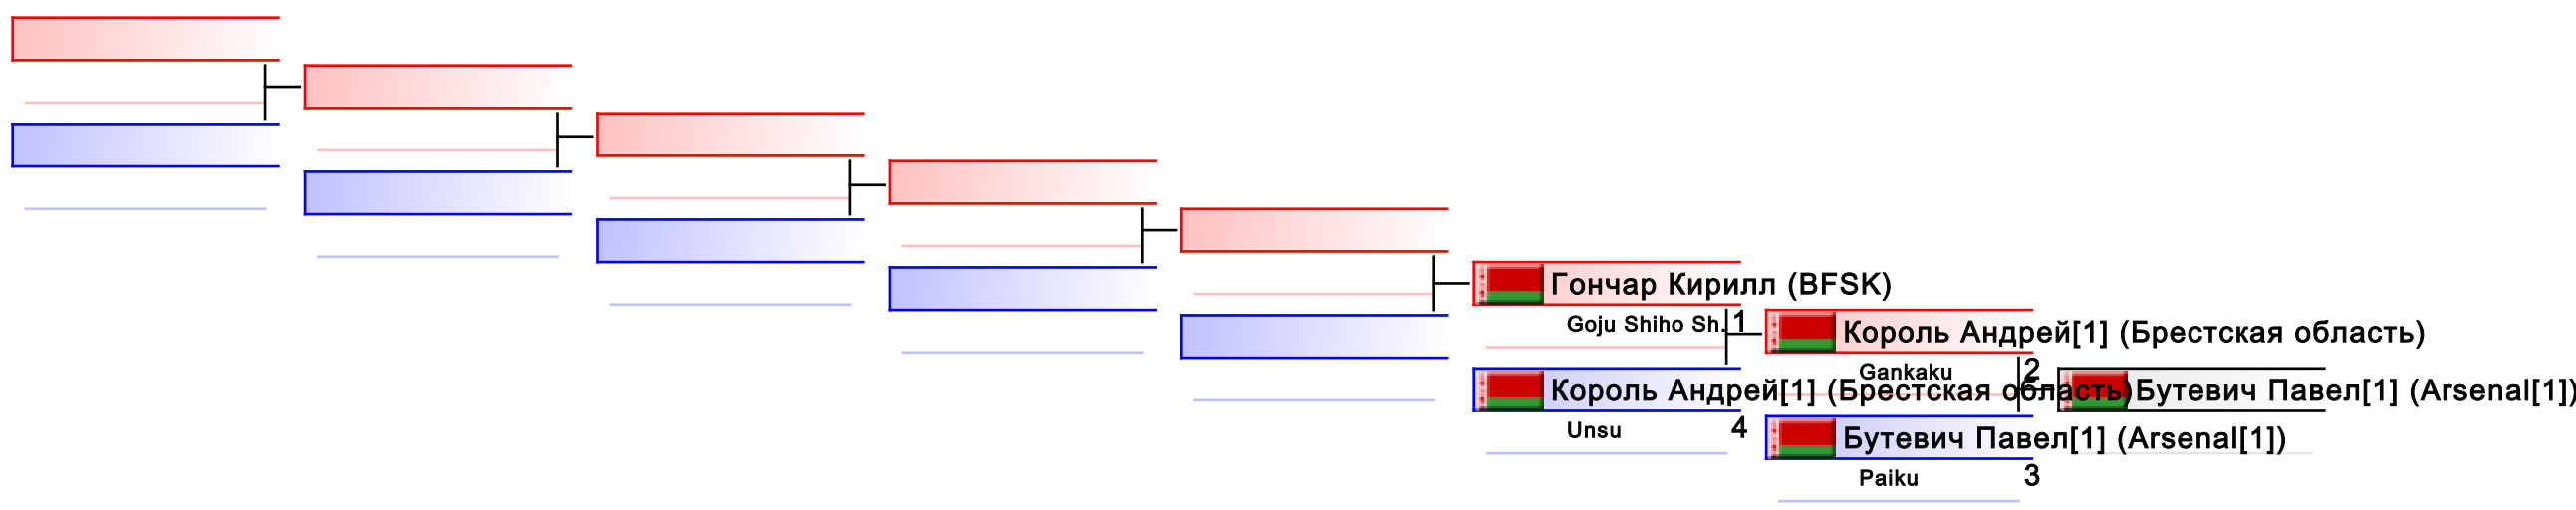 Гончар Кирилл (BFSK)
Goju Shiho Sh. 1
Король Андрей[1] (Брестская область)
Gankaku 2
Король Андрей[1] (Брестская область)
Бутевич Павел[1] (Arsenal[1])
Unsu 4
Бутевич Павел[1] (Arsenal[1])
Paiku 3